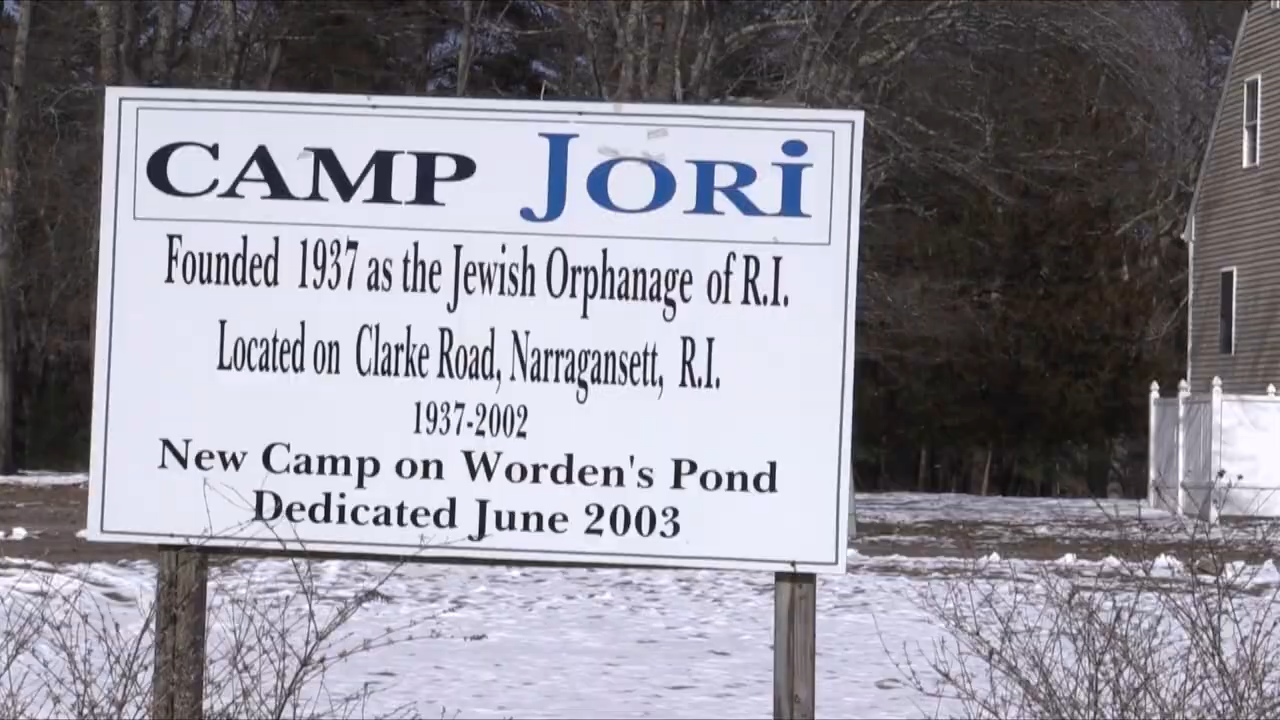 CAMP JORi
Founded 1937 as the Jewish Orphanage of R.I.
Located on Clarke Road, Narragansett, R.I.
1937-2002
New Camp on Worden's Pond
Dedicated June 2003